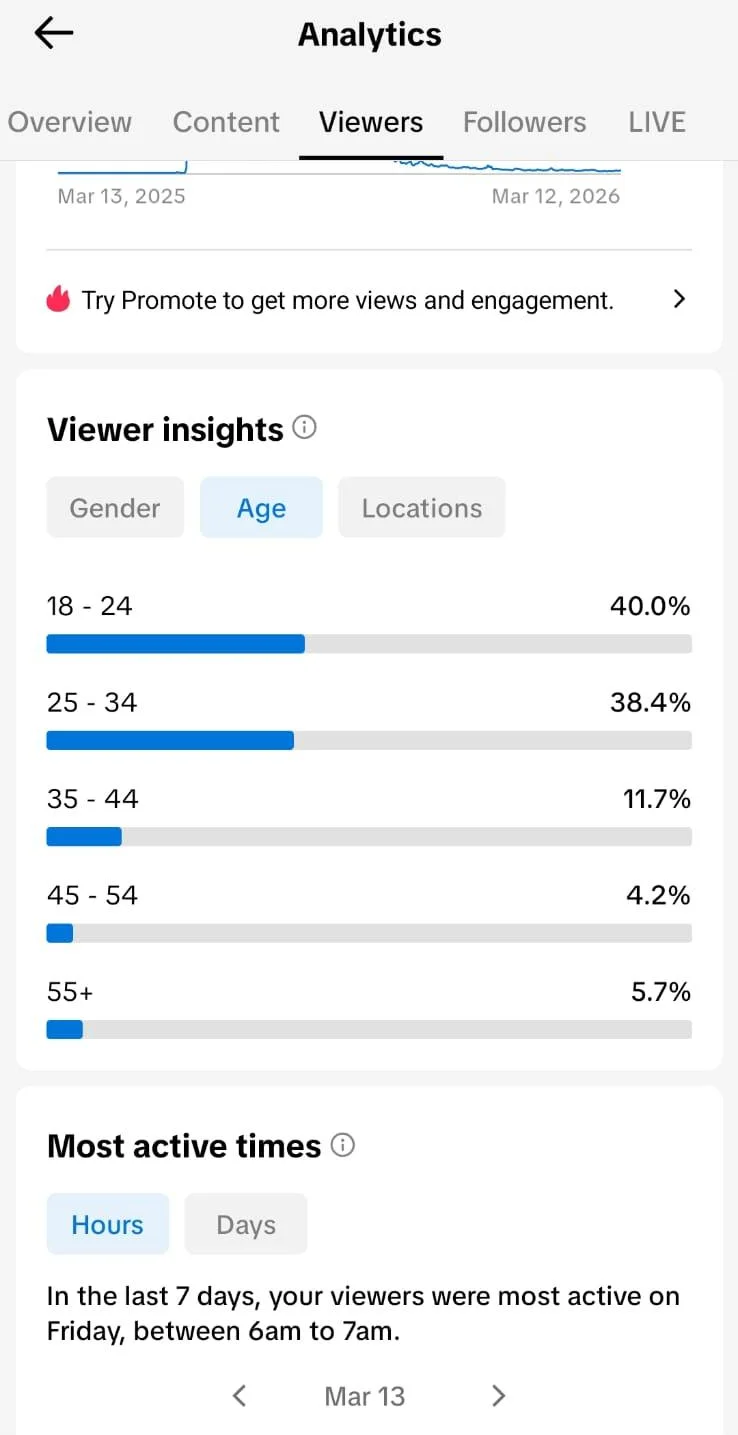 Analytics
Overview Content Viewers Followers LIVE
Mar 13, 2025 Mar 12, 2026
Try Promote to get more views and engagement.
Viewer insights
Gender Age Locations
18 - 24 40.0%
25 - 34 38.4%
35 - 44 11.7%
45 - 54 4.2%
55+ 5.7%
Most active times
Hours Days
In the last 7 days, your viewers were most active on
Friday, between 6am to 7am.
Mar 13